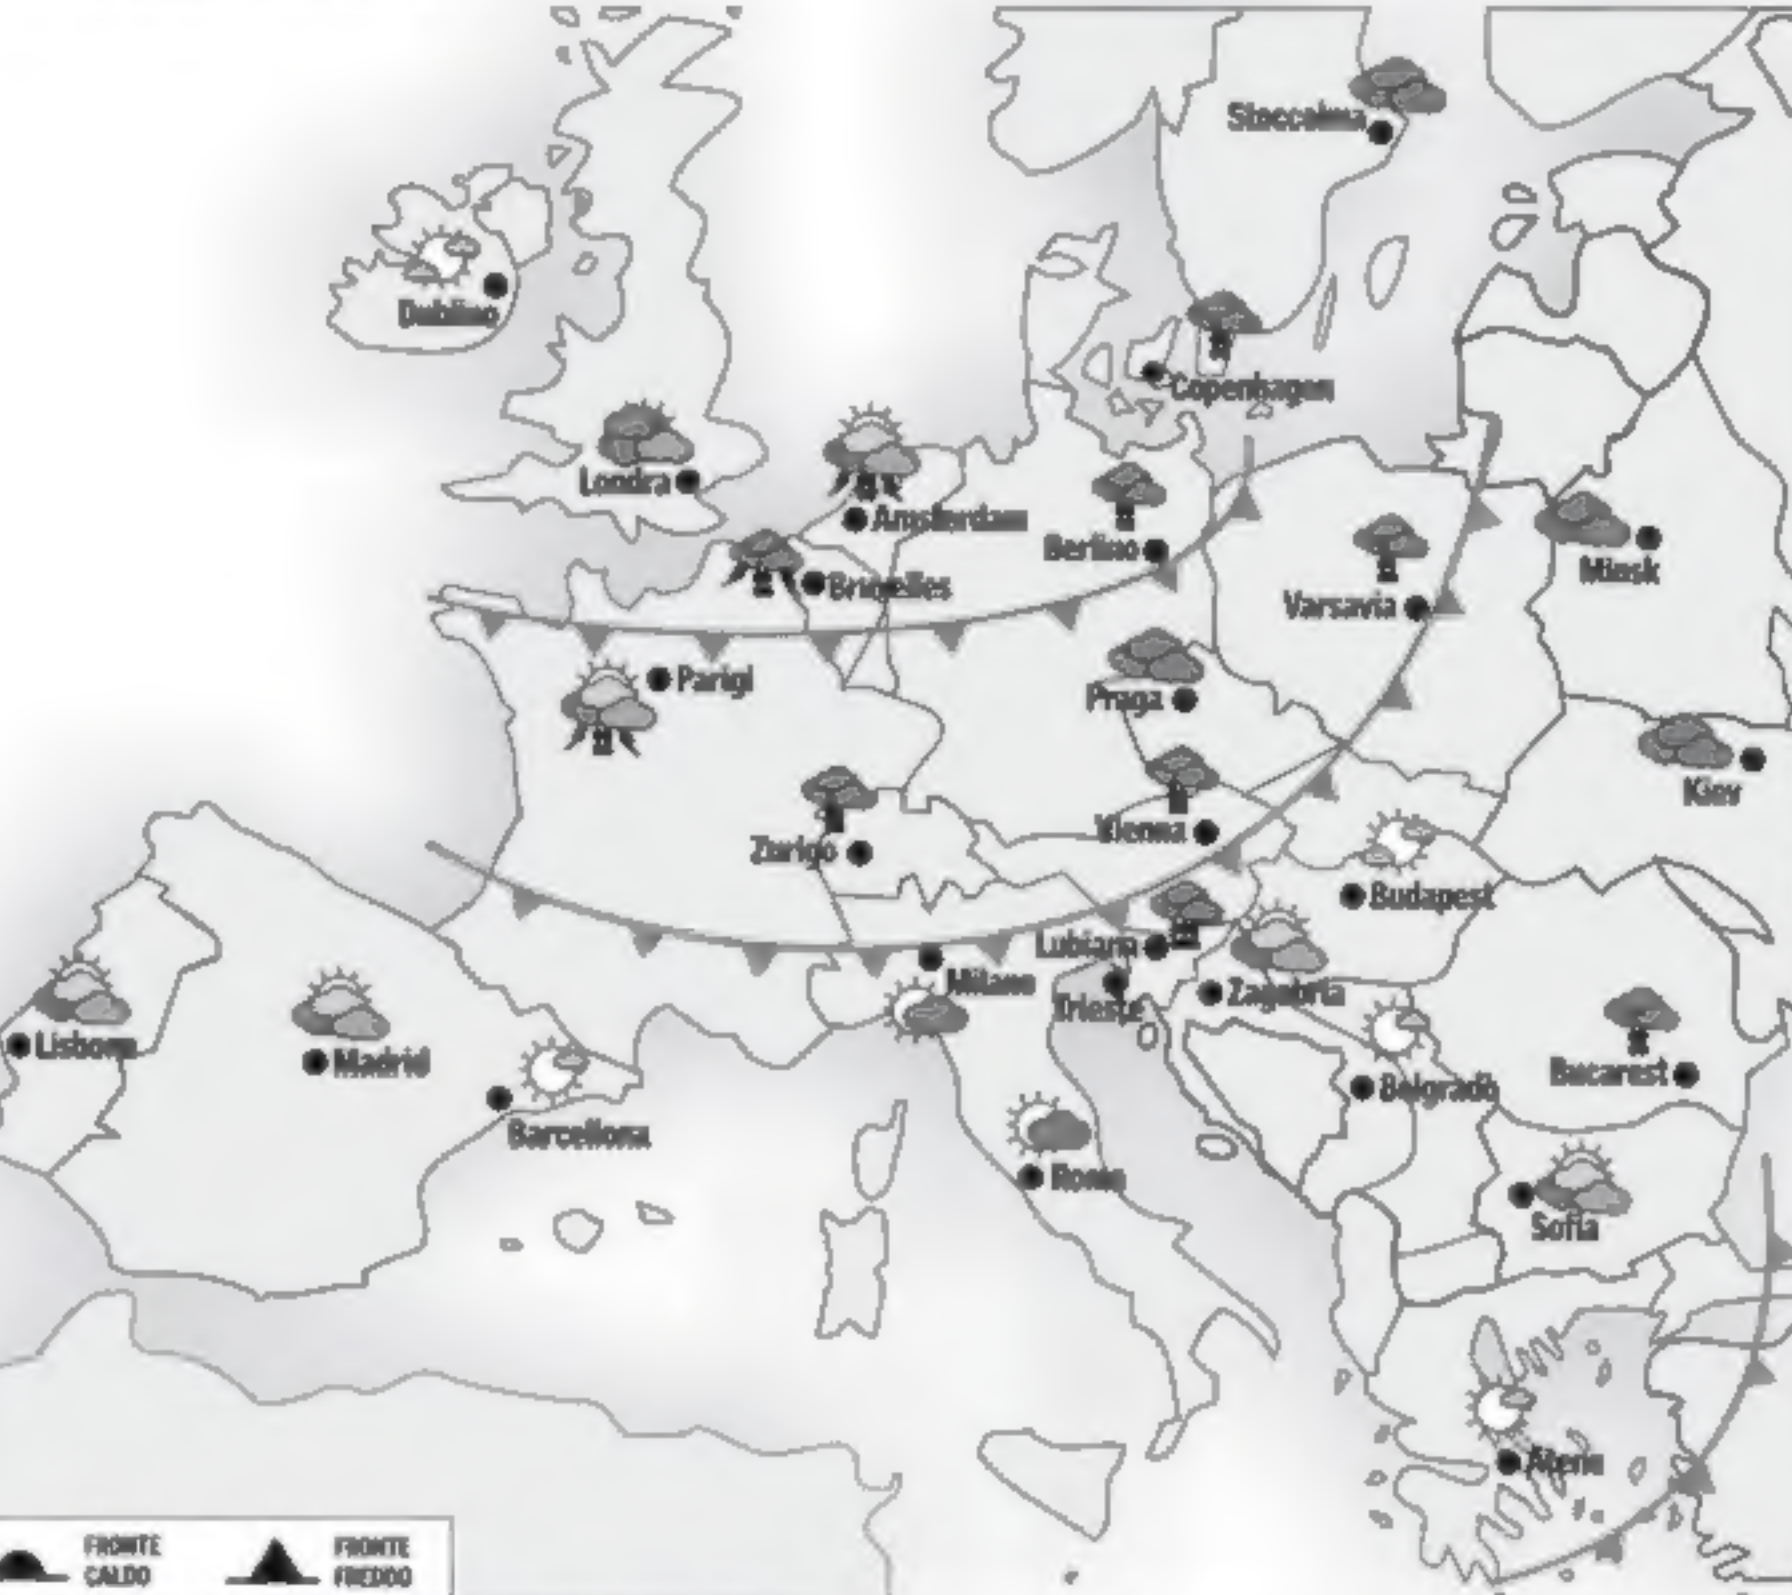 Stoccolma
Dublino
Copenhagen
Londra
Amsterdam
Berlino
Minsk
Bruxelles
Varsavia
Parigi
Praga
Kiev
Vienna
Zurigo
Budapest
Lubiana
Milano
Zagabria
Trieste
Lisbona
Madrid
Belgrado
Bucarest
Barcellona
Roma
Sofia
Atene
FRONTE
CALDO
FRONTE
FREDDO